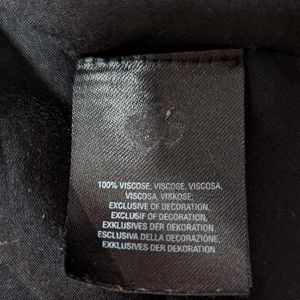 100% VISCOSE, VISCOSE, VISCOSA,
VISCOSA, VISKOSE;
EXCLUSIVE OF DECORATION,
EXCLUSIF OF DECORATION,
EXKLUSIVES DER DEKORATION
ESCLUSIVA DELLA DECORAZIONE,
EXKLUSIVES DER DEKORATION